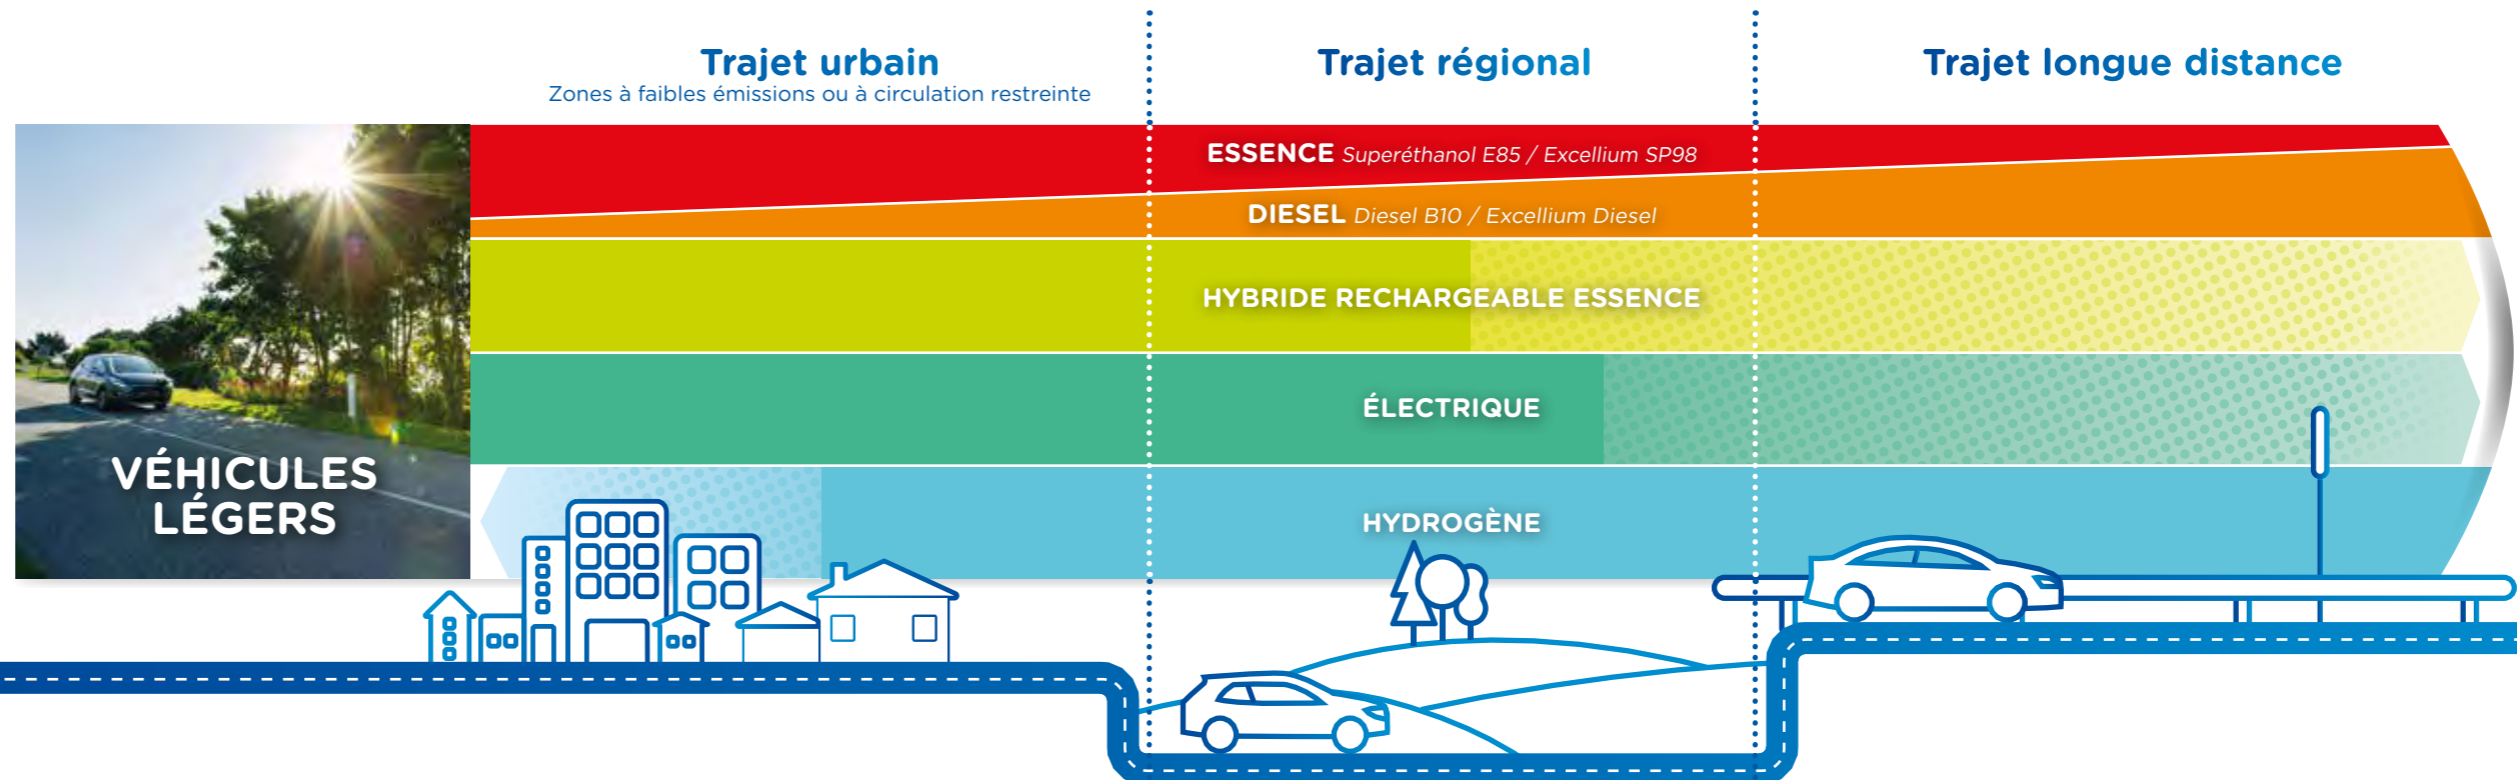 Trajet urbain
Zones à faibles émissions ou à circulation restreinte
Trajet régional
Trajet longue distance
ESSENCE Superéthanol E85 / Excellium SP98
DIESEL Diesel B10 / Excellium Diesel
HYBRIDE RECHARGEABLE ESSENCE
ÉLECTRIQUE
HYDROGÈNE
VÉHICULES
LÉGERS